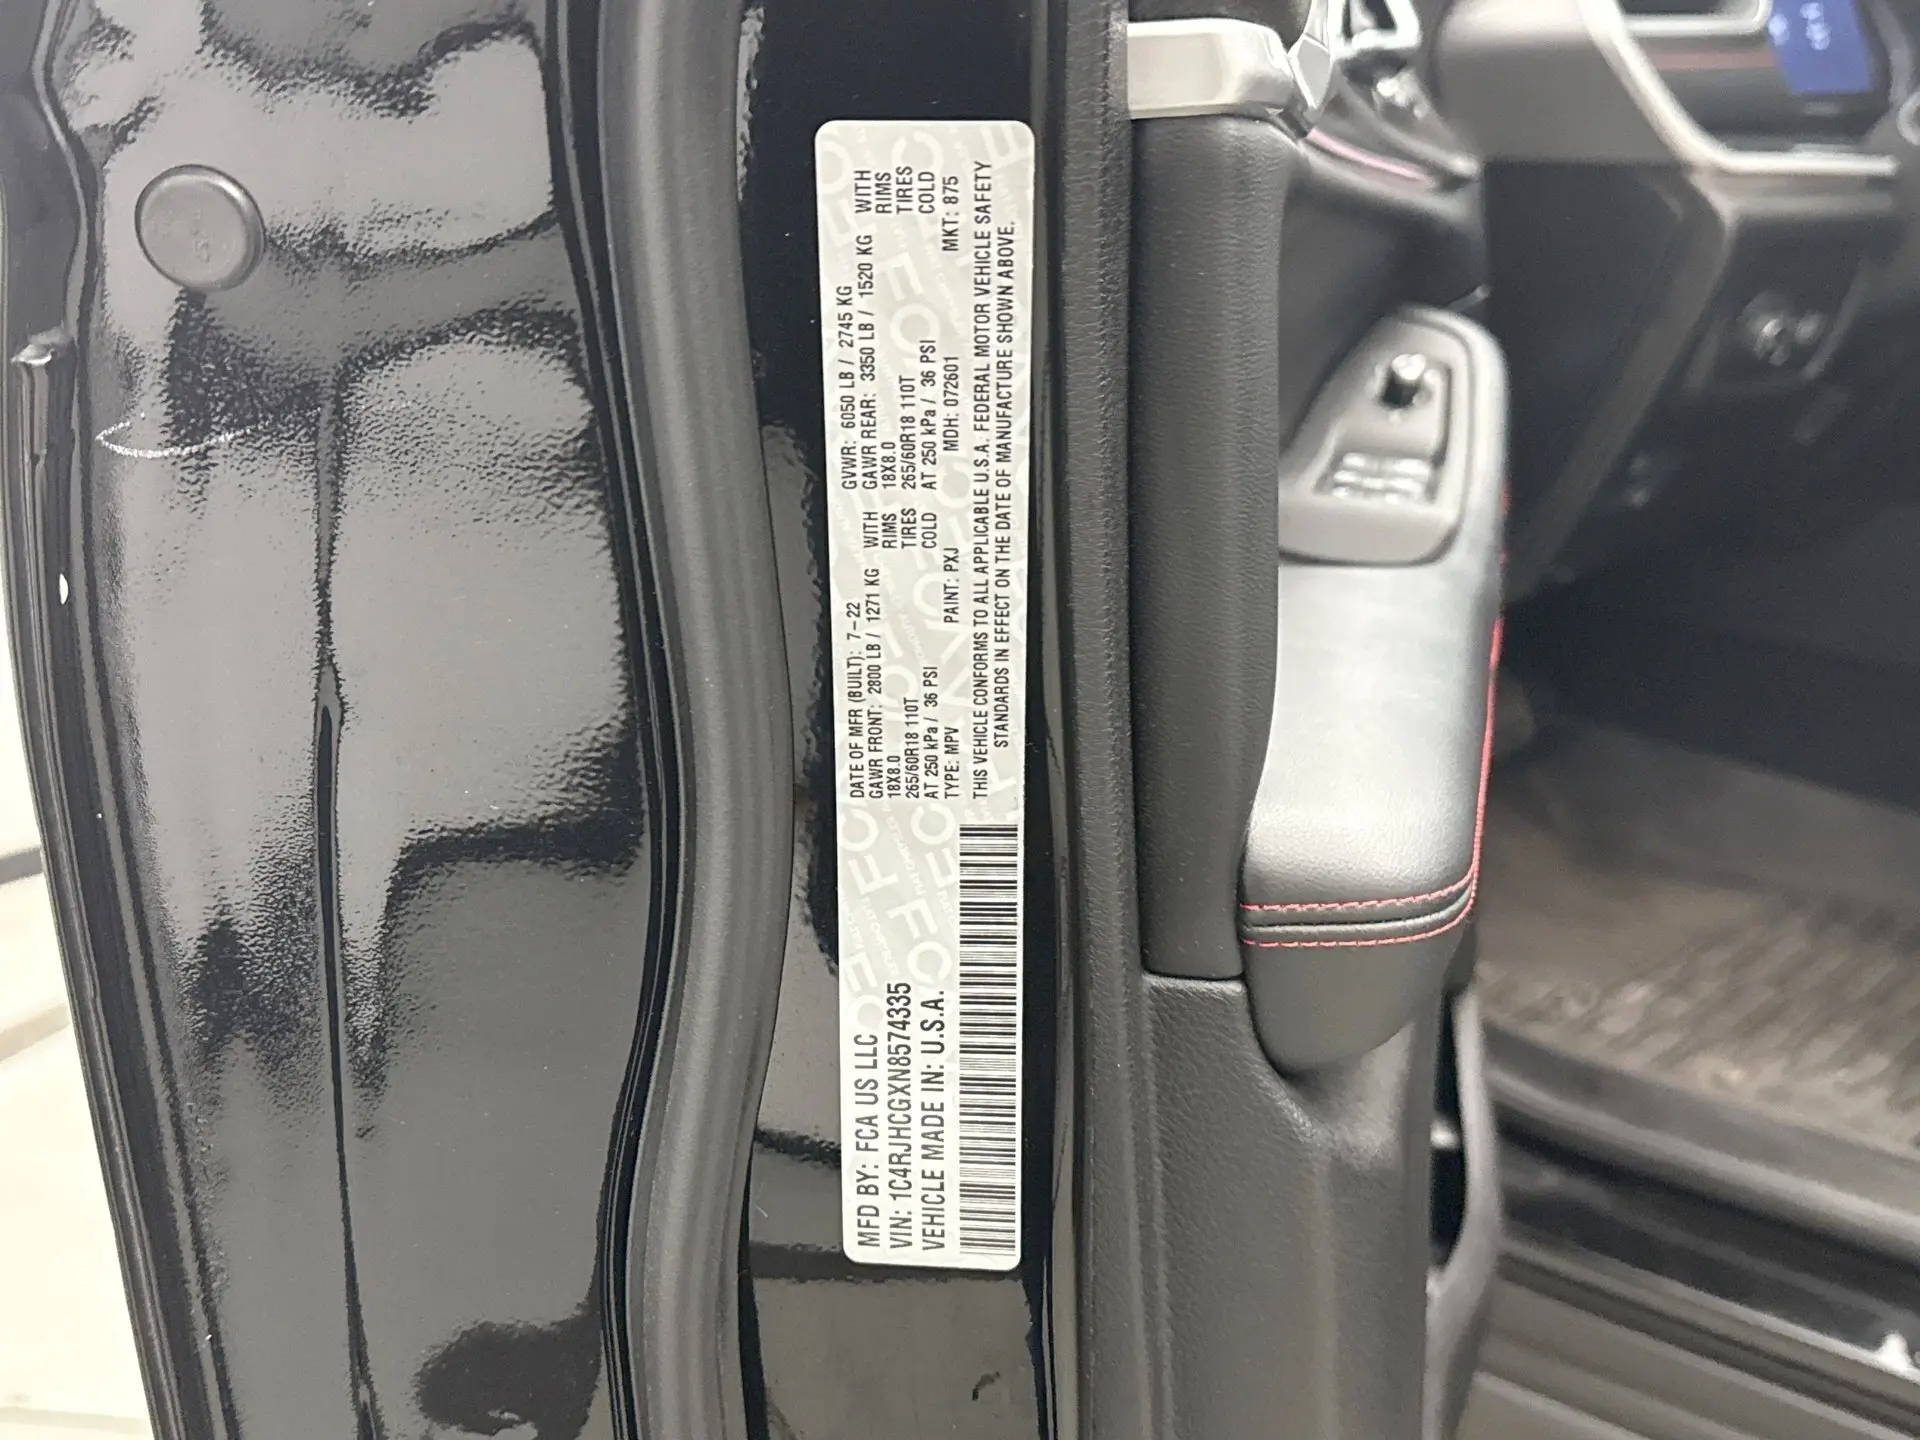 MFD BY: FCA US LLC
VIN: 1C4RJHCGXN8574335
VEHICLE MADE IN: U.S.A.
DATE OF MFR (BUILT): 7-22 GVWR: 6050 LB / 2745 KG
GAWR FRONT: 2800 LB / 1271 KG WITH GAWR REAR: 3350 LB / 1520 KG WITH
18X8.0 RIMS 18X8.0 RIMS
265/60R18 110T TIRES 265/60R18 110T TIRES
AT 250 kPa / 36 PSI COLD AT 250 kPa / 36 PSI COLD
TYPE: MPV PAINT: PXJ MDH: 072601 MKT: 875
THIS VEHICLE CONFORMS TO ALL APPLICABLE U.S.A. FEDERAL MOTOR VEHICLE SAFETY
STANDARDS IN EFFECT ON THE DATE OF MANUFACTURE SHOWN ABOVE.